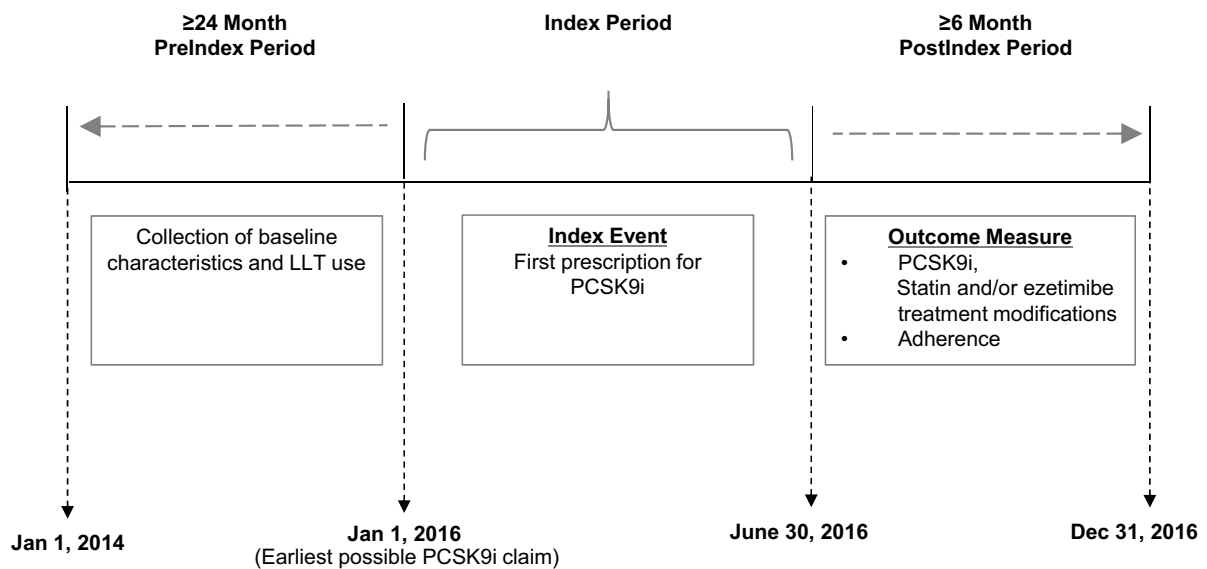 ≥24 Month
PreIndex Period
Index Period
≥6 Month
PostIndex Period
Collection of baseline
characteristics and LLT use
Index Event
First prescription for
PCSK9i
Outcome Measure
• PCSK9i,
Statin and/or ezetimibe
treatment modifications
• Adherence
Jan 1, 2014
Jan 1, 2016
(Earliest possible PCSK9i claim)
June 30, 2016
Dec 31, 2016